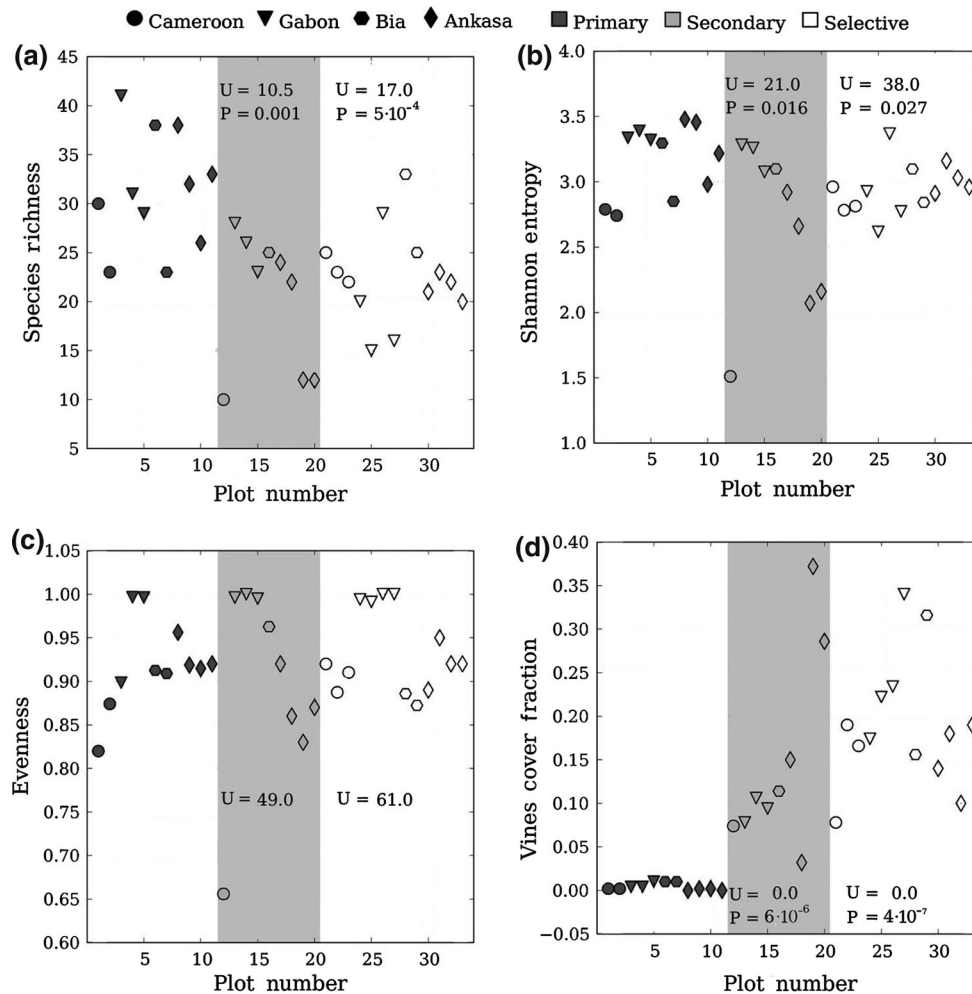 Cameroon Gabon Bia Ankasa Primary Secondary Selective
(a)
45
40
35
30
25
20
15
10
5
Species richness
U = 10.5
P = 0.001
U = 17.0
P = 5·10⁻⁴
5 10 15 20 25 30
Plot number
(b)
4.0
3.5
3.0
2.5
2.0
1.5
1.0
Shannon entropy
U = 21.0
P = 0.016
U = 38.0
P = 0.027
5 10 15 20 25 30
Plot number
(c)
1.05
1.00
0.95
0.90
0.85
0.80
0.75
0.70
0.65
0.60
Evenness
U = 49.0
U = 61.0
5 10 15 20 25 30
Plot number
(d)
0.40
0.35
0.30
0.25
0.20
0.15
0.10
0.05
0.00
−0.05
Vines cover fraction
U = 0.0
P = 6·10⁻⁶
U = 0.0
P = 4·10⁻⁷
5 10 15 20 25 30
Plot number